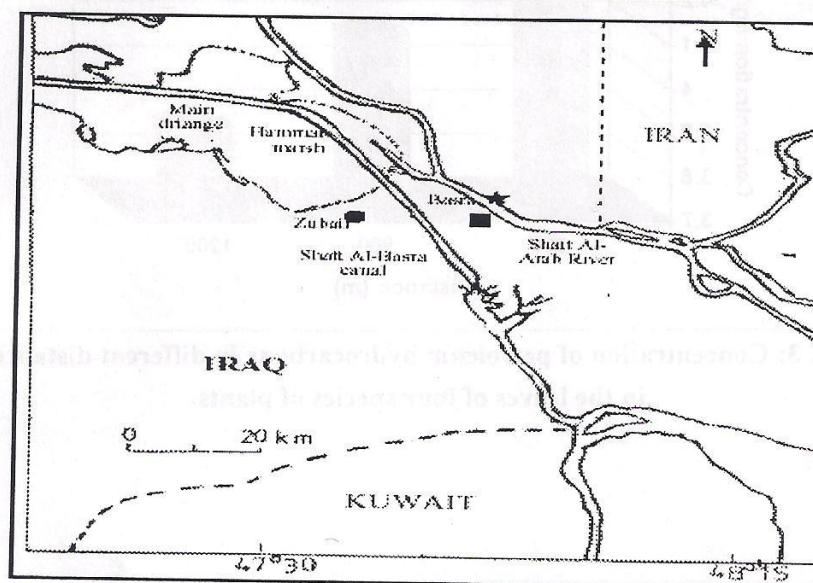 N
Main
driange
Hammar
marsh
IRAN
Basra
Zubair
Shatt Al-
Arab River
Shatt Al-Basra
canal
IRAQ
0 20 km
KUWAIT
47°30
48°15